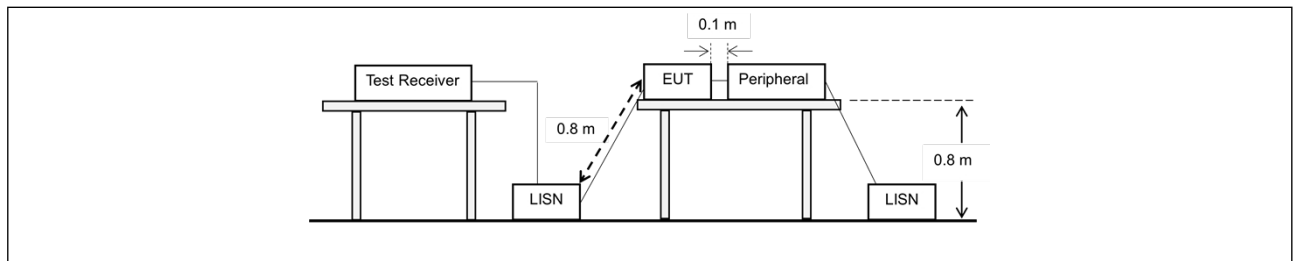 0.1 m
Test Receiver
EUT
Peripheral
0.8 m
0.8 m
LISN
LISN